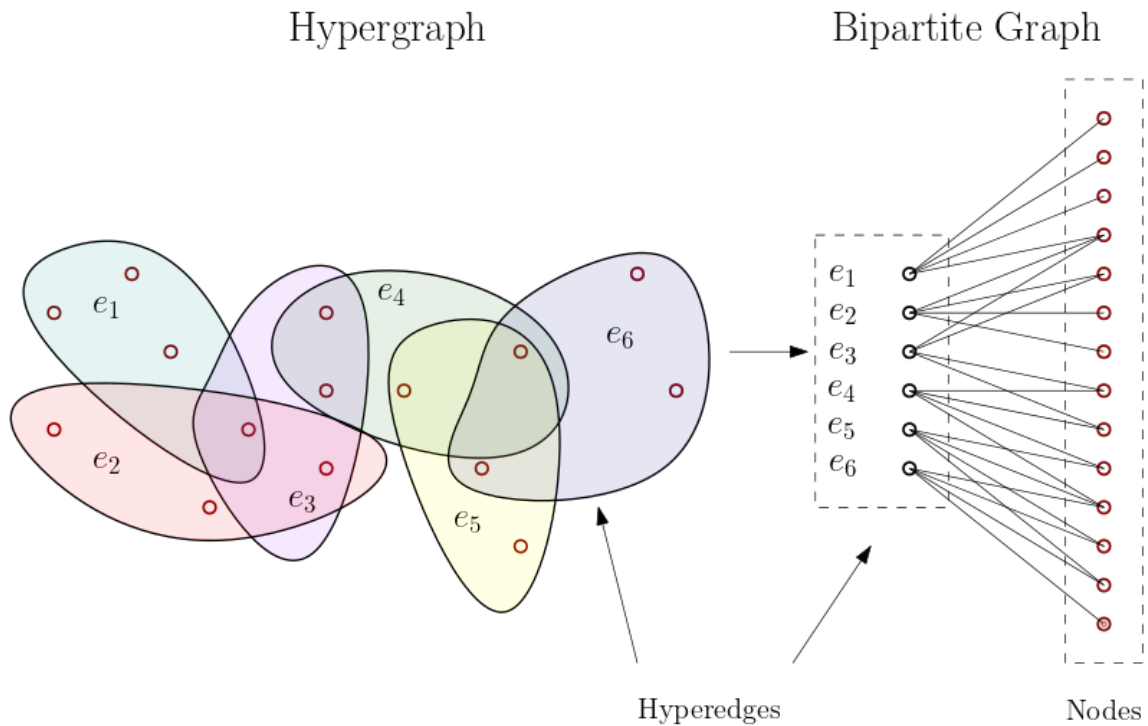 Hypergraph
Bipartite Graph
e1
e2
e3
e4
e5
e6
e1
e2
e3
e4
e5
e6
Hyperedges
Nodes